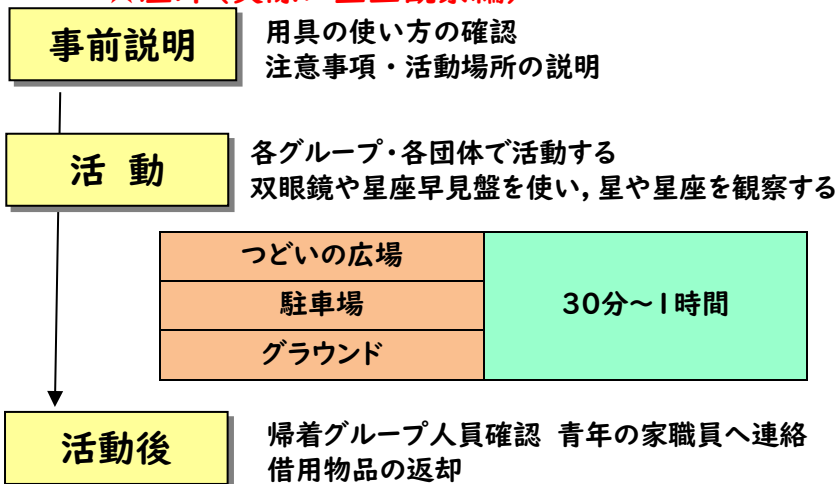 事前説明
用具の使い方の確認
注意事項・活動場所の説明
活 動
各グループ・各団体で活動する
双眼鏡や星座早見盤を使い，星や星座を観察する
つどいの広場
駐車場
グラウンド
30分～1時間
活動後
帰着グループ人員確認 青年の家職員へ連絡
借用物品の返却